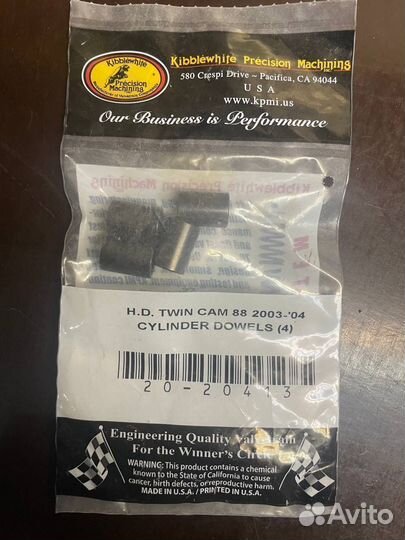 Kibblewhite
Precision
Machining
Kibblewhite Precision Machining
580 Crespi Drive ~ Pacifica, CA 94044
U S A
www.kpmi.us
Our Business is Performance
Kibblewhite Precision Machining
H.D. TWIN CAM 88 2003-'04
CYLINDER DOWELS (4)
20-20413
Engineering Quality Valvetrain
For the Winner's Circle
WARNING: This product contains a chemical
known to the State of California to cause
cancer, birth defects, or reproductive harm.
MADE IN U.S.A. / PRINTED IN U.S.A.
Avito